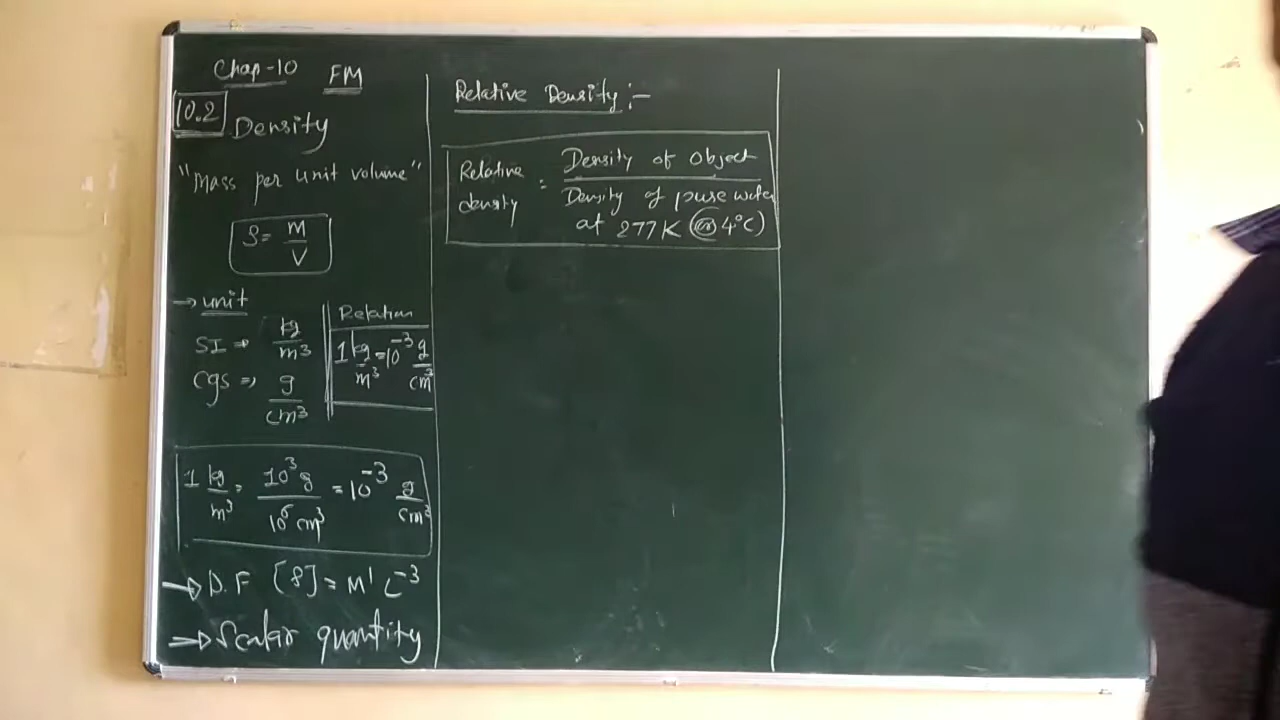 Chap-10 FM
10.2 Density
"Mass per unit volume"
ρ = m/V
→ unit
SI ⇒ kg/m³
Cgs ⇒ g/cm³
Relation
1 kg/m³ = 10⁻³ g/cm³
1 kg/m³ = 10³ g/10⁶ cm³ = 10⁻³ g/cm³
→ D.F [ρ] = M¹ L⁻³
→ Scalar quantity
Relative Density :-
Relative density = Density of Object / Density of pure water at 277K (or 4°C)